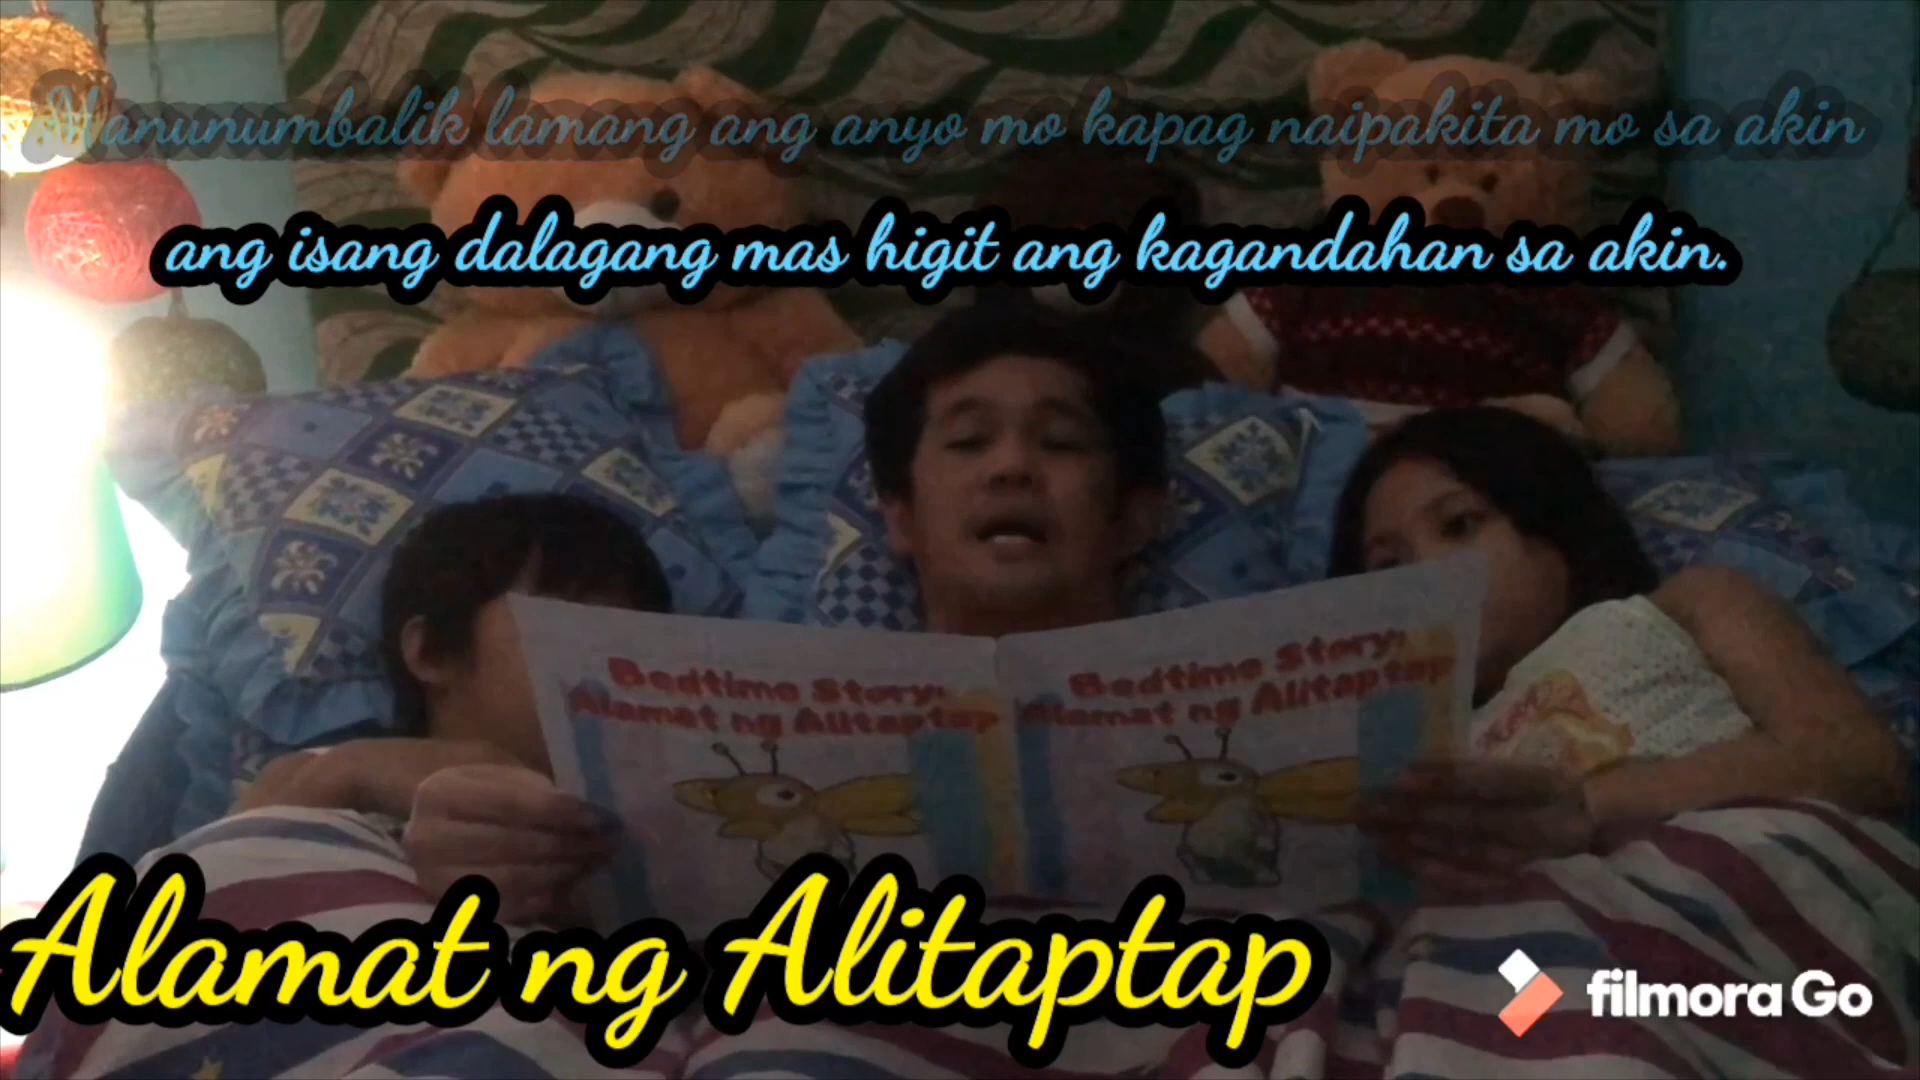 Manunumbalik lamang ang anyo mo kapag naipakita mo sa akin
ang isang dalagang mas higit ang kagandahan sa akin.
Bedtime Story:
Alamat ng Alitaptap
Bedtime Story:
Alamat ng Alitaptap
Alamat ng Alitaptap
filmora Go